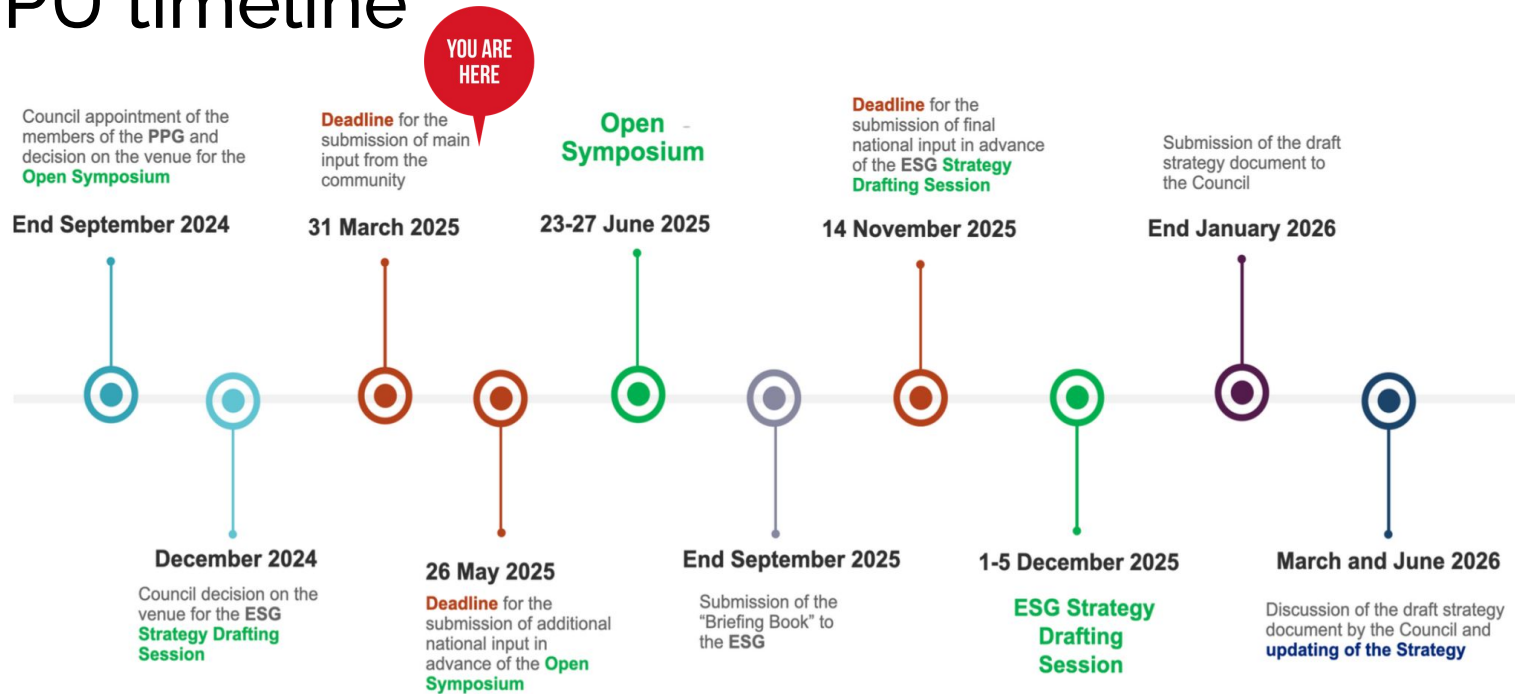 PU timeline
YOU ARE
HERE
Council appointment of the
members of the PPG and
decision on the venue for the
Open Symposium
End September 2024
Deadline for the
submission of main
input from the
community
31 March 2025
Open
Symposium
23-27 June 2025
Deadline for the
submission of final
national input in advance
of the ESG Strategy
Drafting Session
14 November 2025
Submission of the draft
strategy document to
the Council
End January 2026
December 2024
Council decision on the
venue for the ESG
Strategy Drafting
Session
26 May 2025
Deadline for the
submission of additional
national input in
advance of the Open
Symposium
End September 2025
Submission of the
“Briefing Book” to
the ESG
1-5 December 2025
ESG Strategy
Drafting
Session
March and June 2026
Discussion of the draft strategy
document by the Council and
updating of the Strategy